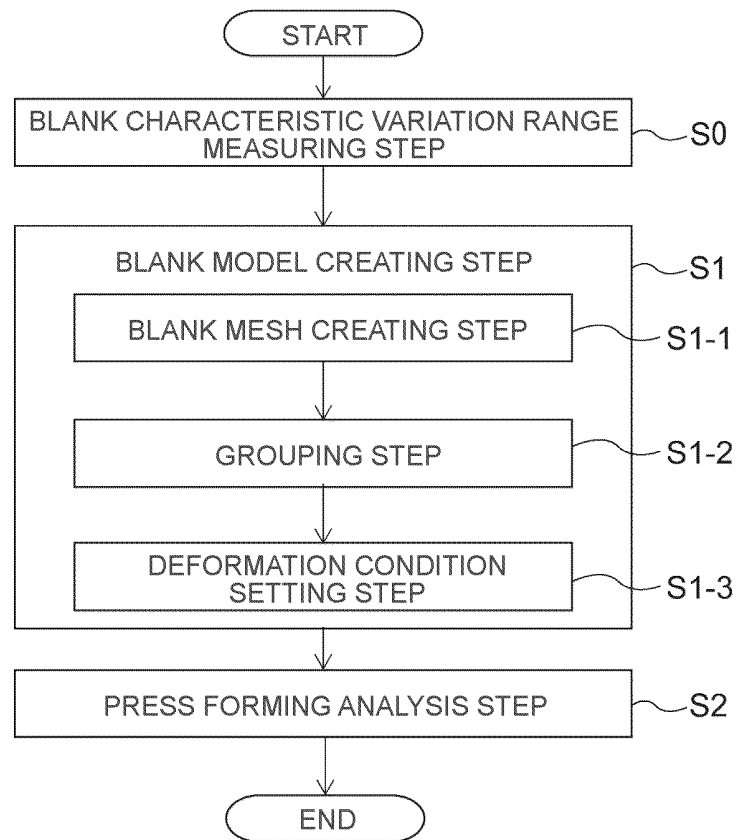 START
BLANK CHARACTERISTIC VARIATION RANGE
MEASURING STEP
S0
BLANK MODEL CREATING STEP
S1
BLANK MESH CREATING STEP
S1-1
GROUPING STEP
S1-2
DEFORMATION CONDITION
SETTING STEP
S1-3
PRESS FORMING ANALYSIS STEP
S2
END